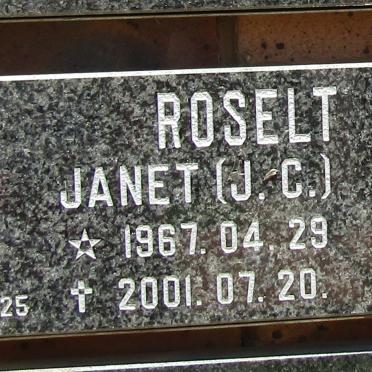 ROSELT
JANET (J. C.)
☆ 1967. 04. 29
25 ✝ 2001. 07. 20.